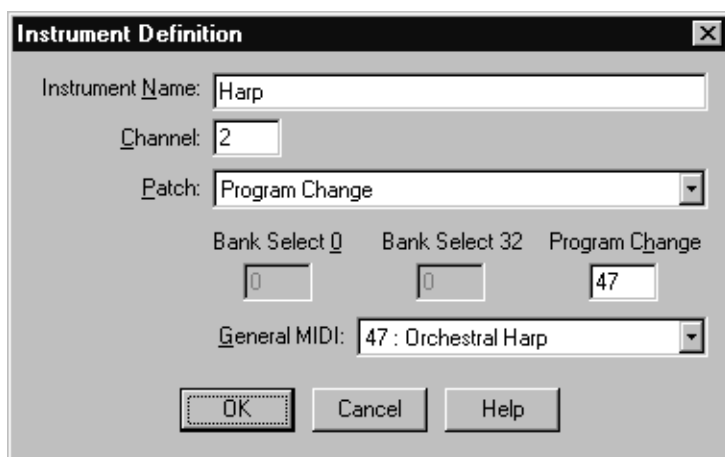 Instrument Definition
Instrument Name: Harp
Channel: 2
Patch: Program Change
Bank Select 0 Bank Select 32 Program Change
0 0 47
General MIDI: 47 : Orchestral Harp
OK Cancel Help